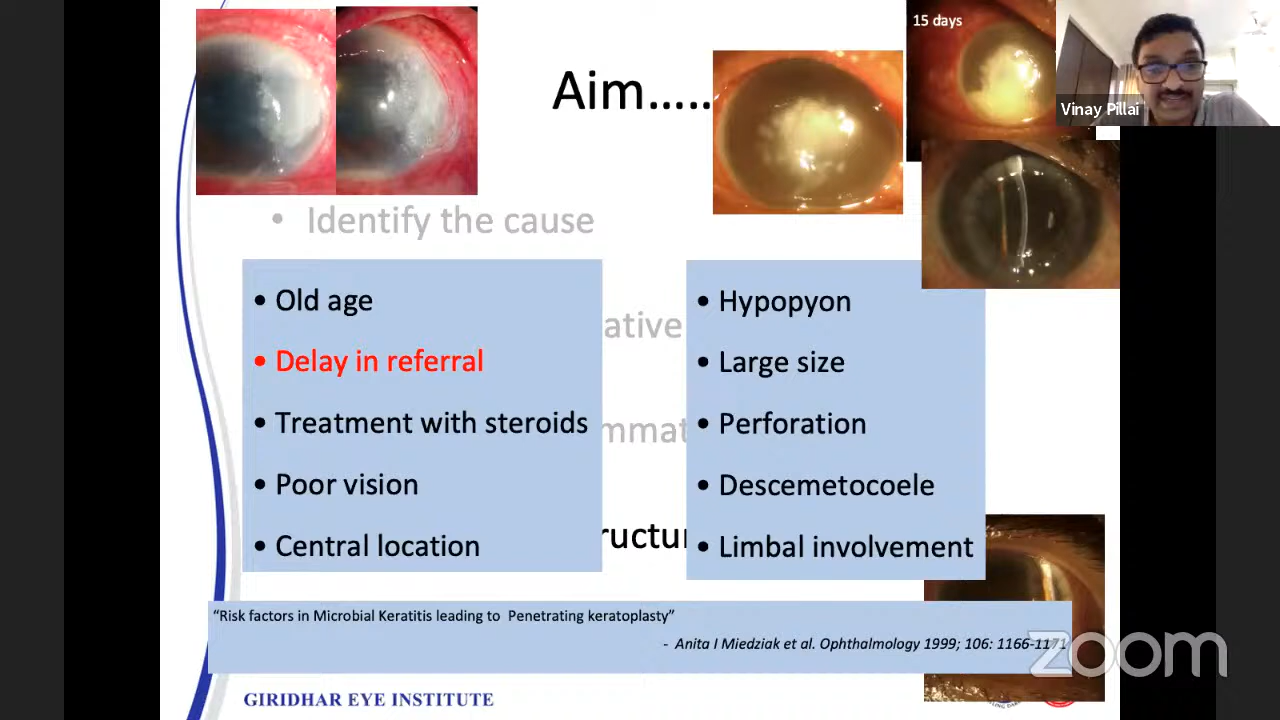 15 days
Vinay Pillai
Aim.....
• Identify the cause
• Old age
• Delay in referral
• Treatment with steroids
• Poor vision
• Central location
ative
mmat
ructu
• Hypopyon
• Large size
• Perforation
• Descemetocoele
• Limbal involvement
“Risk factors in Microbial Keratitis leading to Penetrating keratoplasty”
- Anita I Miedziak et al. Ophthalmology 1999; 106: 1166-1171
zoom
GIRIDHAR EYE INSTITUTE